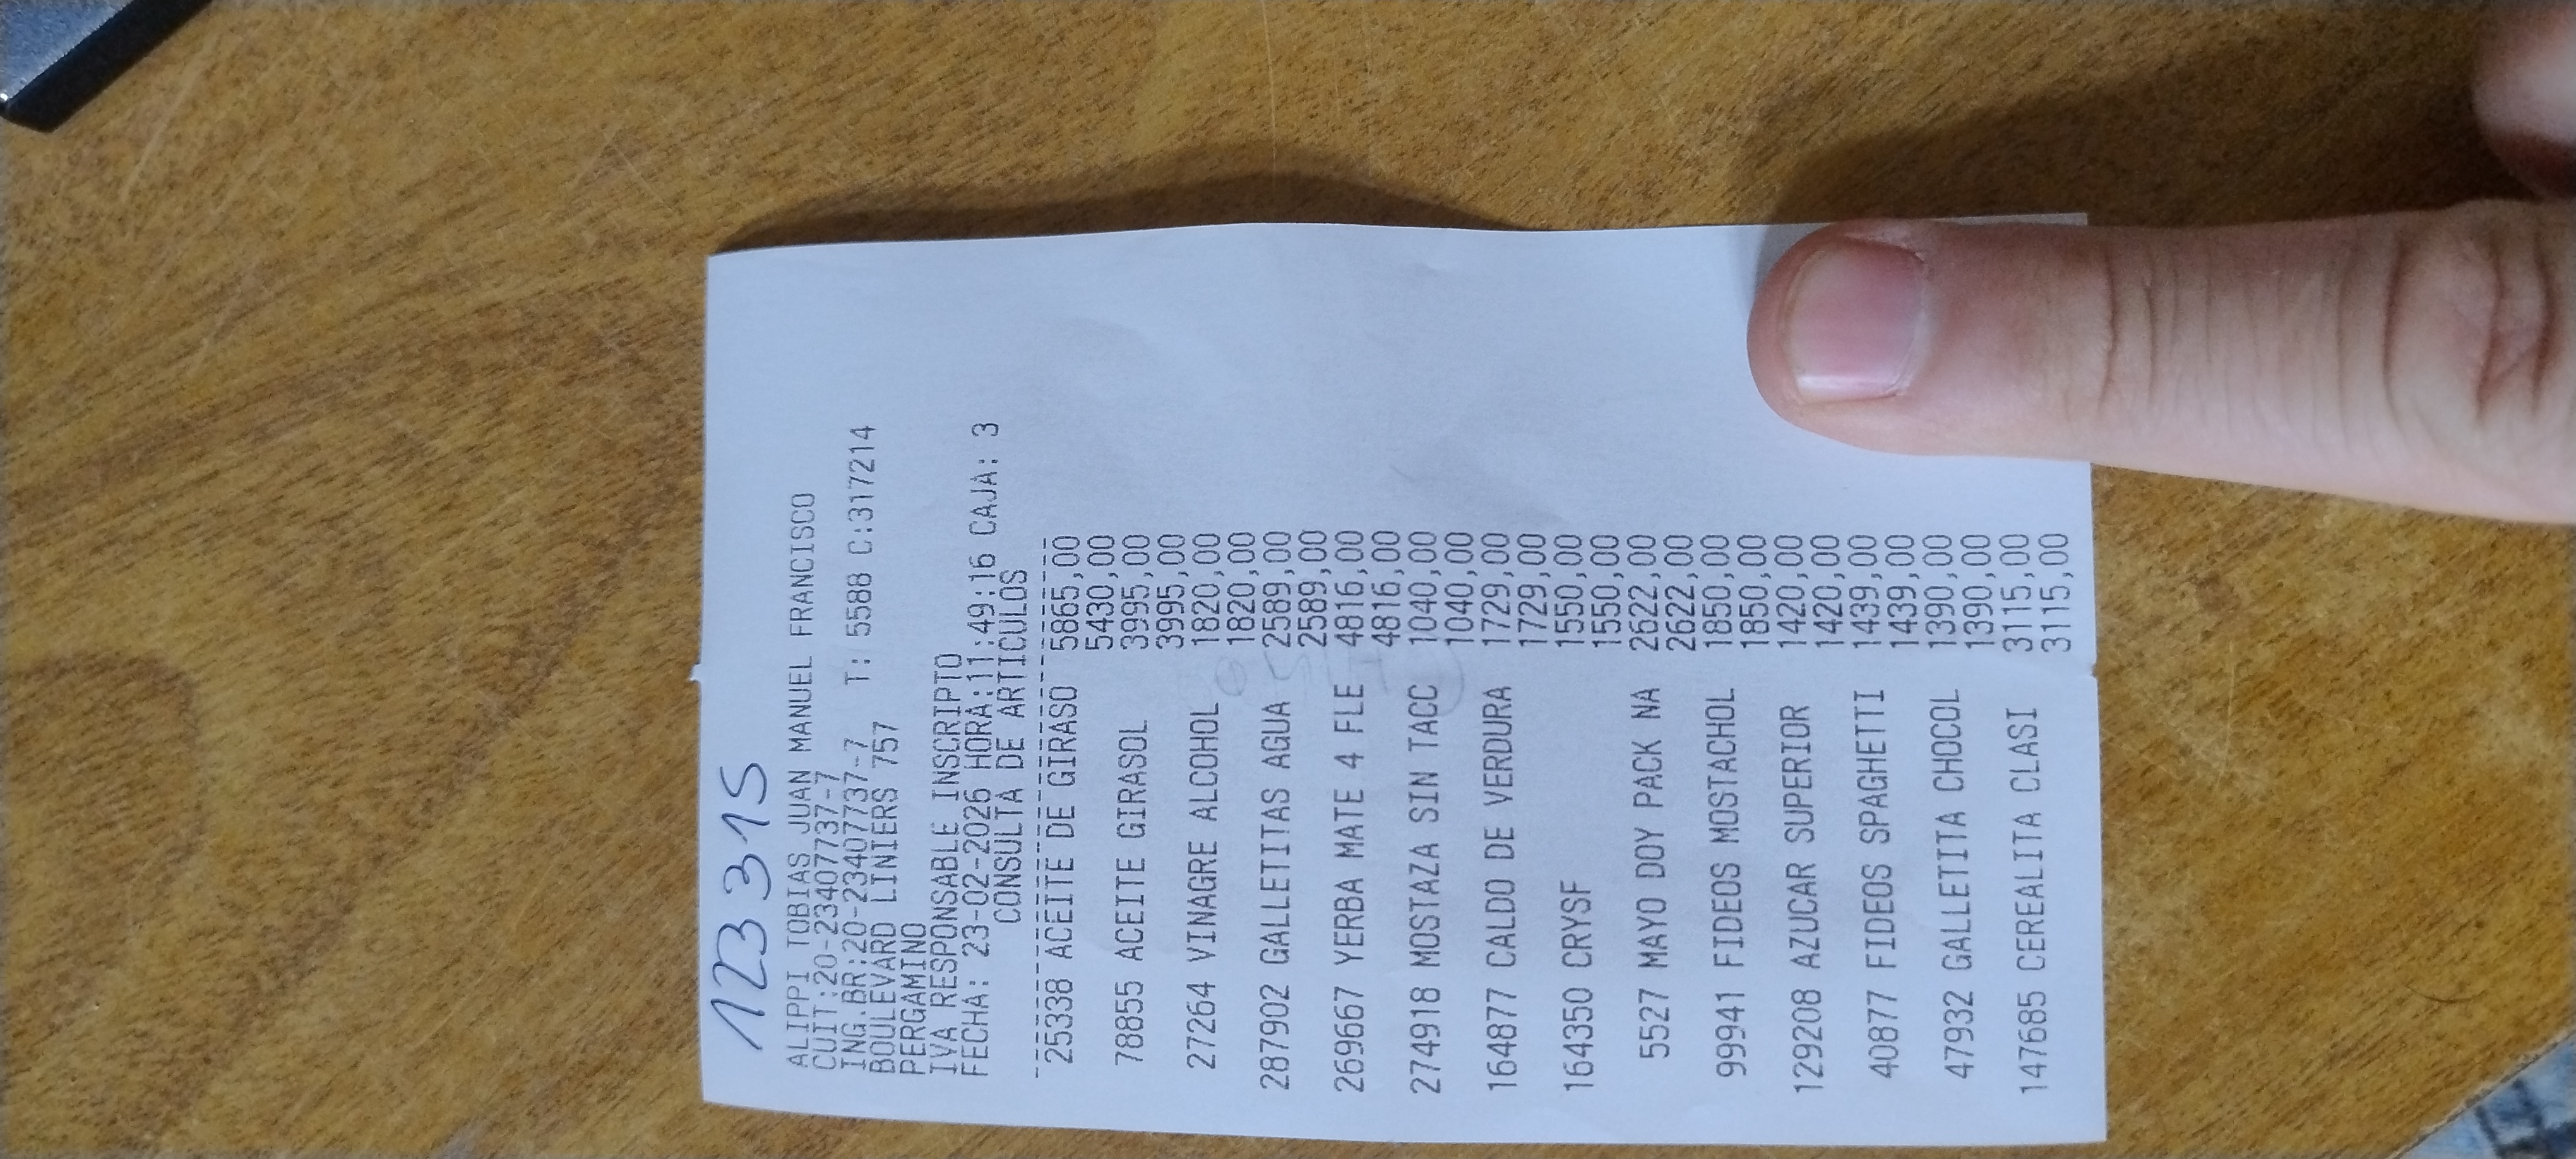 123315
ALIPPI TOBIAS JUAN MANUEL FRANCISCO
CUIT:20-23407737-7
ING.BR:20-23407737-7 T: 5588 C:317214
BOULEVARD LINIERS 757
PERGAMINO
IVA RESPONSABLE INSCRIPTO
FECHA: 23-02-2026 HORA:11:49:16 CAJA: 3
CONSULTA DE ARTICULOS
25338 ACEITE DE GIRASO 5865,00
5430,00
78855 ACEITE GIRASOL 3995,00
3995,00
27264 VINAGRE ALCOHOL 1820,00
1820,00
287902 GALLETITAS AGUA 2589,00
2589,00
269667 YERBA MATE 4 FLE 4816,00
4816,00
274918 MOSTAZA SIN TACC 1040,00
1040,00
164877 CALDO DE VERDURA 1729,00
1729,00
164350 CRYSF 1550,00
1550,00
5527 MAYO DOY PACK NA 2622,00
2622,00
99941 FIDEOS MOSTACHOL 1850,00
1850,00
129208 AZUCAR SUPERIOR 1420,00
1420,00
40877 FIDEOS SPAGHETTI 1439,00
1439,00
47932 GALLETITA CHOCOL 1390,00
1390,00
147685 CEREALITA CLASI 3115,00
3115,00